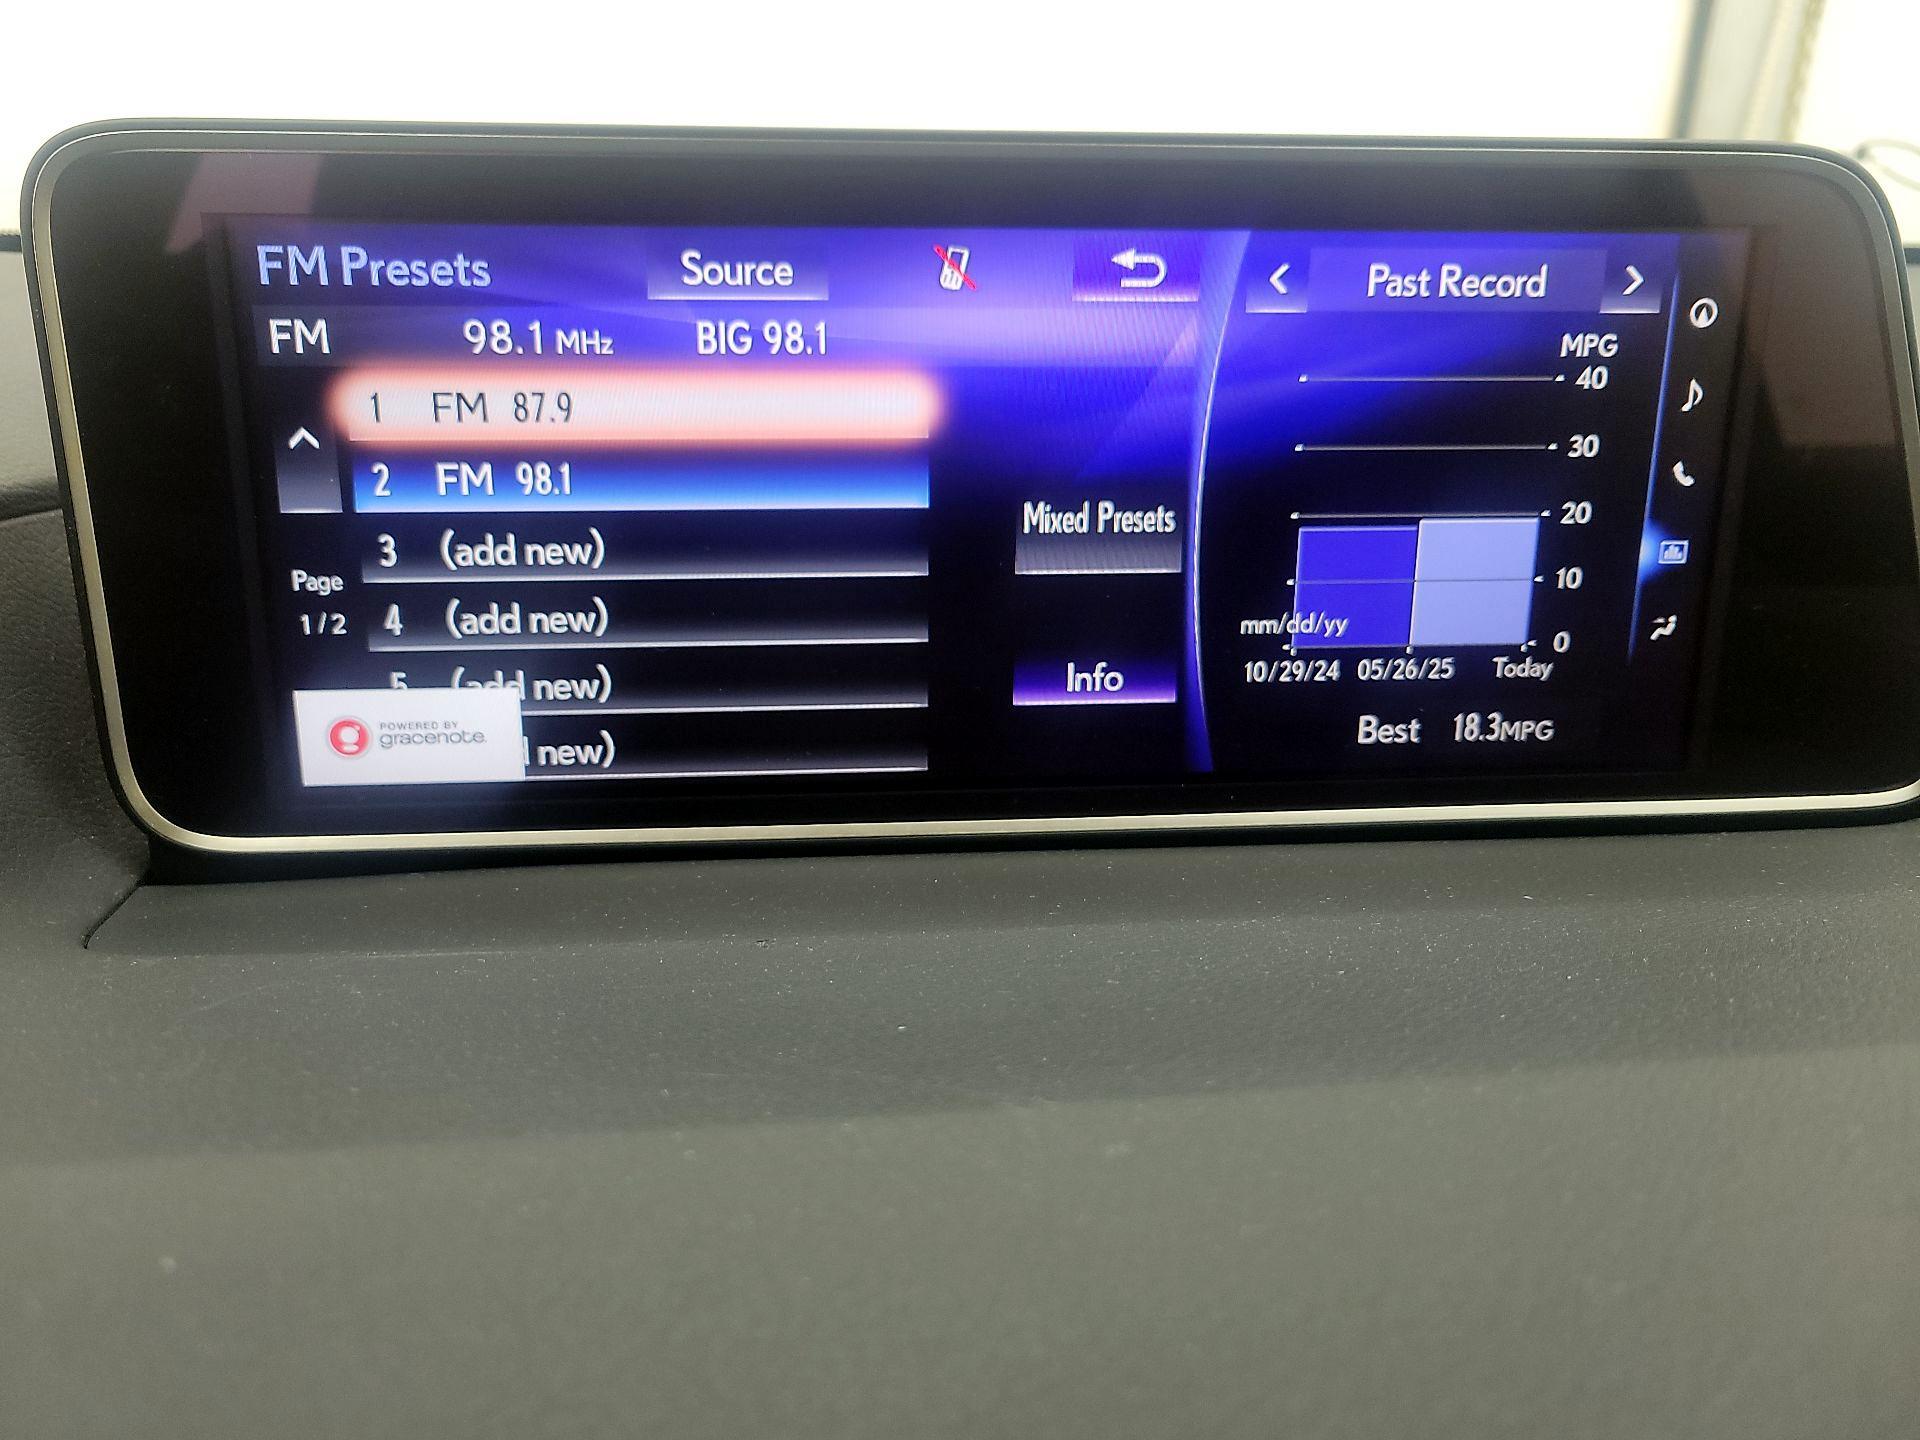 FM Presets
Source
FM 98.1 MHz BIG 98.1
1 FM 87.9
2 FM 98.1
3 (add new)
4 (add new)
5 (add new)
new)
Page
1/2
POWERED BY
gracenote.
Mixed Presets
Info
Past Record
MPG
40
30
20
10
0
mm/dd/yy
10/29/24 05/26/25 Today
Best 18.3MPG